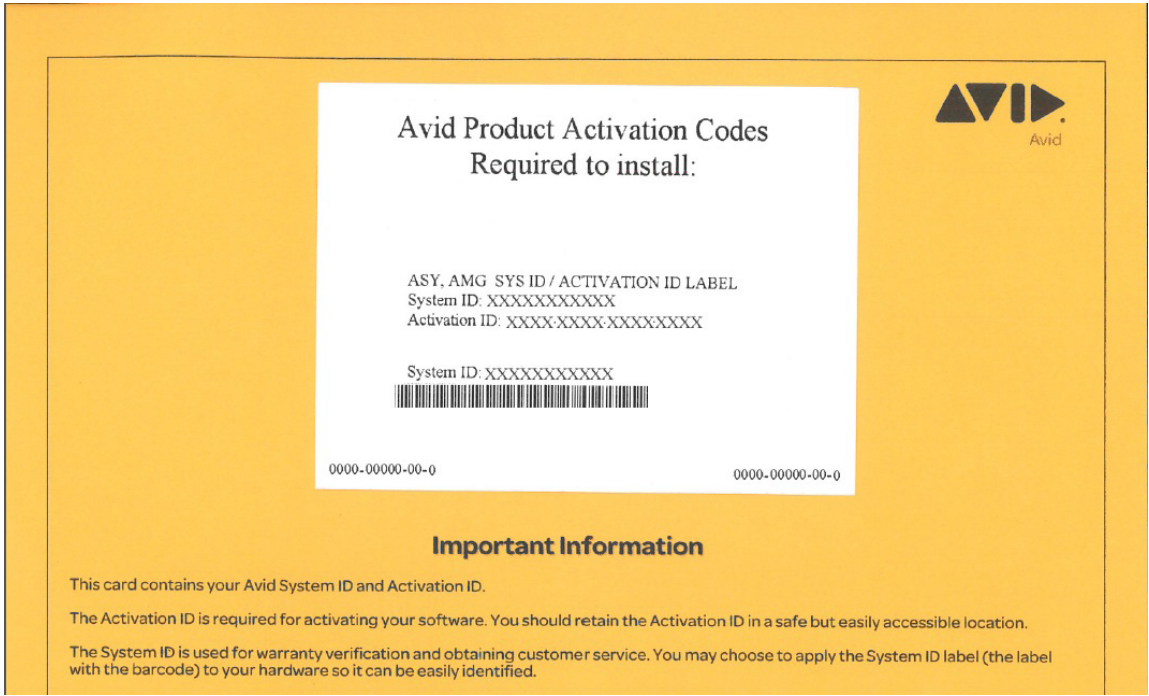 AVID
Avid
Avid Product Activation Codes
Required to install:
ASY, AMG SYS ID / ACTIVATION ID LABEL
System ID: XXXXXXXXXXX
Activation ID: XXXX-XXXX-XXXX-XXXX
System ID: XXXXXXXXXXX
0000-00000-00-0
0000-00000-00-0
Important Information
This card contains your Avid System ID and Activation ID.
The Activation ID is required for activating your software. You should retain the Activation ID in a safe but easily accessible location.
The System ID is used for warranty verification and obtaining customer service. You may choose to apply the System ID label (the label
with the barcode) to your hardware so it can be easily identified.